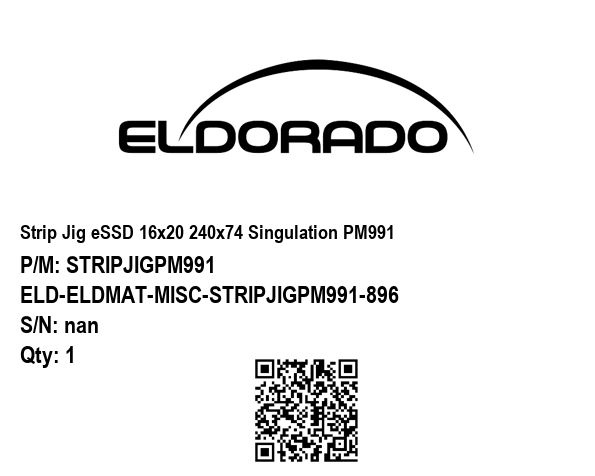 ELDORADO
Strip Jig eSSD 16x20 240x74 Singulation PM991
P/M: STRIPJIGPM991
ELD-ELDMAT-MISC-STRIPJIGPM991-896
S/N: nan
Qty: 1